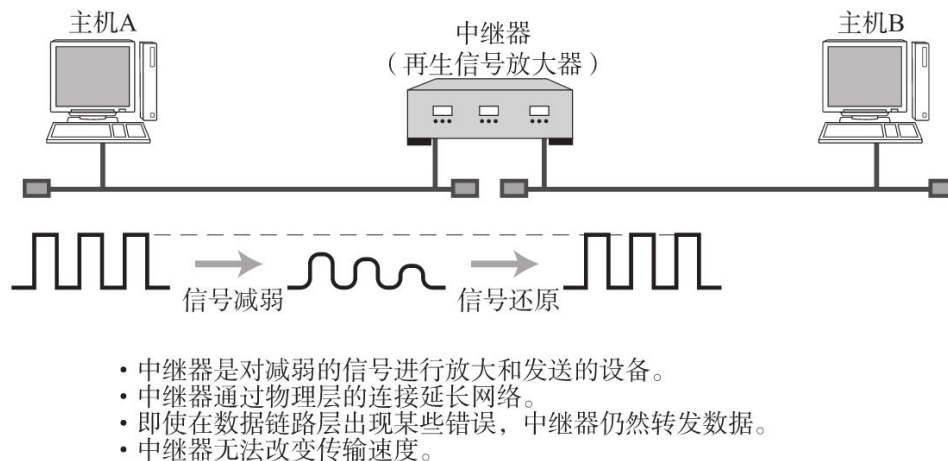 主机A
中继器
（再生信号放大器）
主机B
信号减弱
信号还原
·中继器是对减弱的信号进行放大和发送的设备。
·中继器通过物理层的连接延长网络。
·即使在数据链路层出现某些错误，中继器仍然转发数据。
·中继器无法改变传输速度。